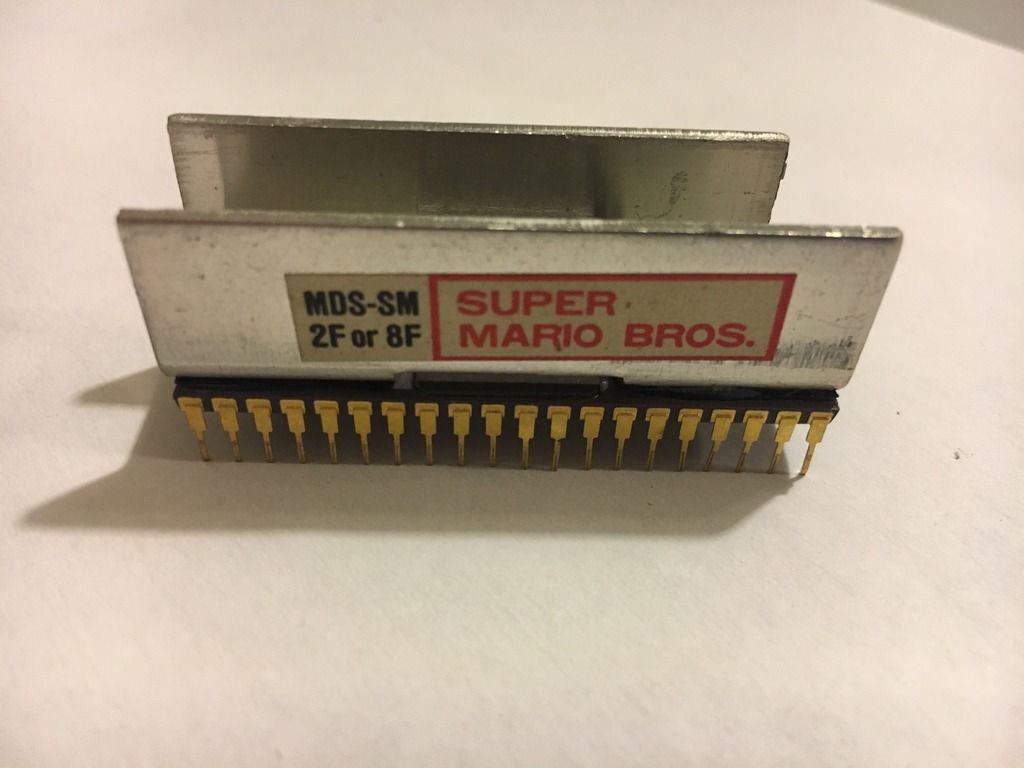 MDS-SM
2F or 8F
SUPER
MARIO BROS.